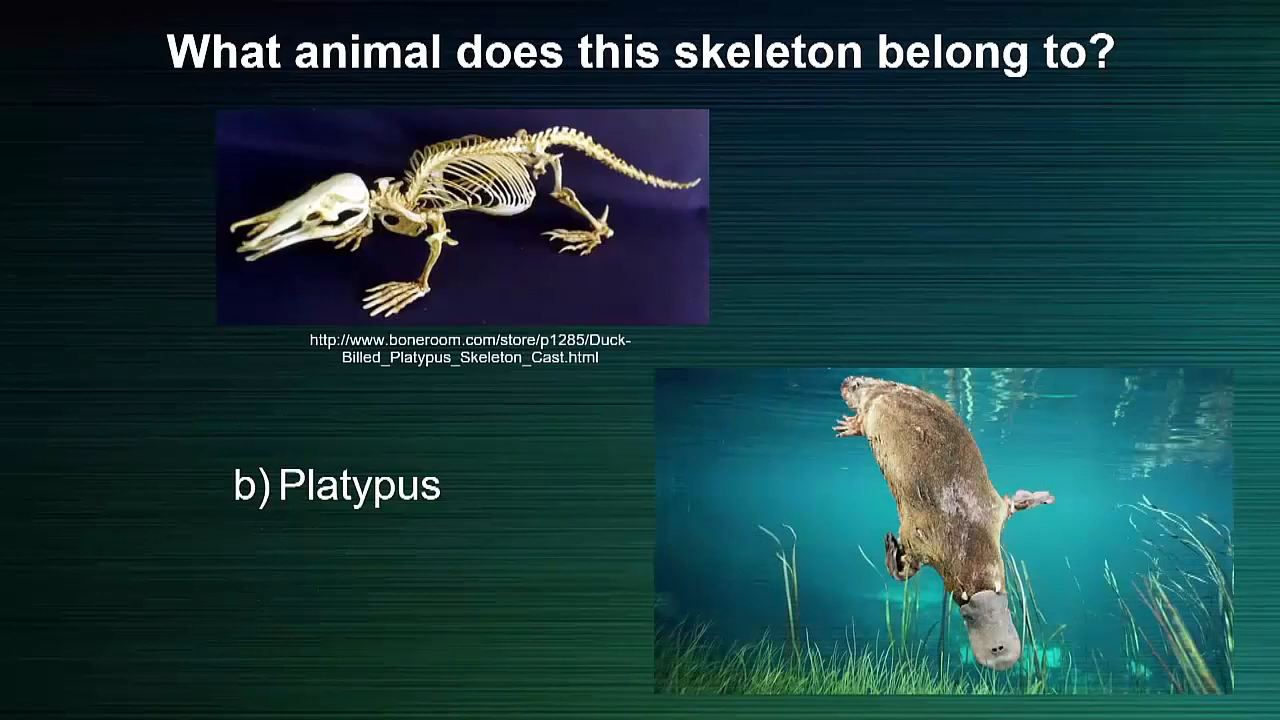 What animal does this skeleton belong to?
http://www.boneroom.com/store/p1285/Duck-
Billed_Platypus_Skeleton_Cast.html
b) Platypus